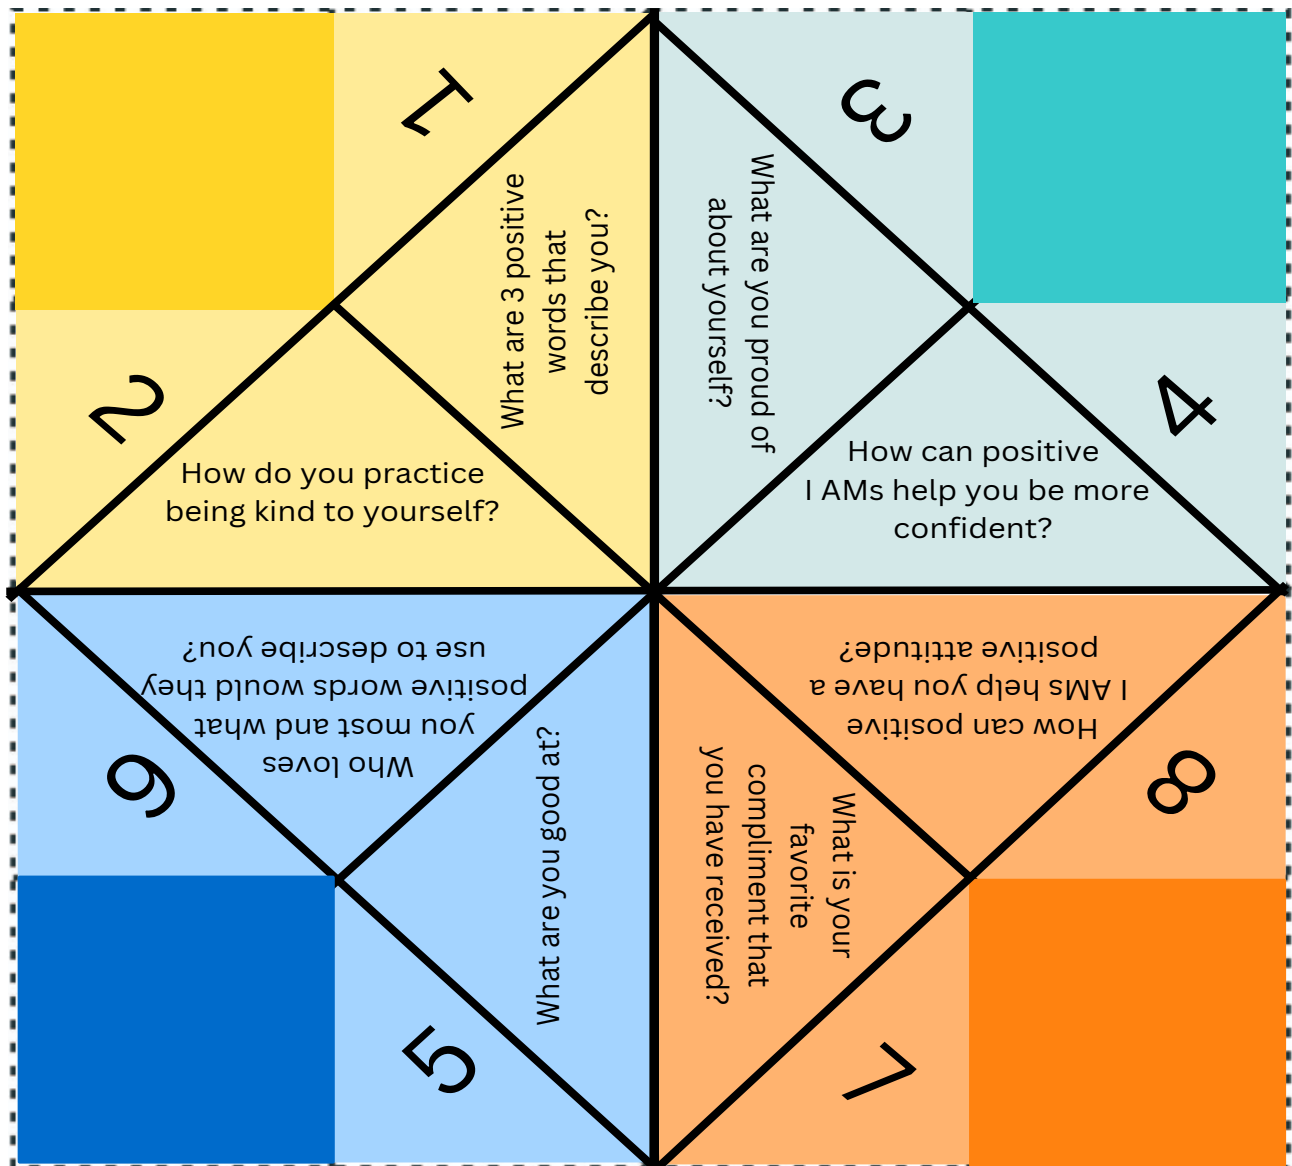 1
What are 3 positive
words that
describe you?
2
How do you practice
being kind to yourself?
3
What are you proud of
about yourself?
4
How can positive
I AMs help you be more
confident?
5
What are you good at?
6
Who loves
you most and what
positive words would they
use to describe you?
7
What is your
favorite
compliment that
you have received?
8
How can positive
I AMs help you have a
positive attitude?